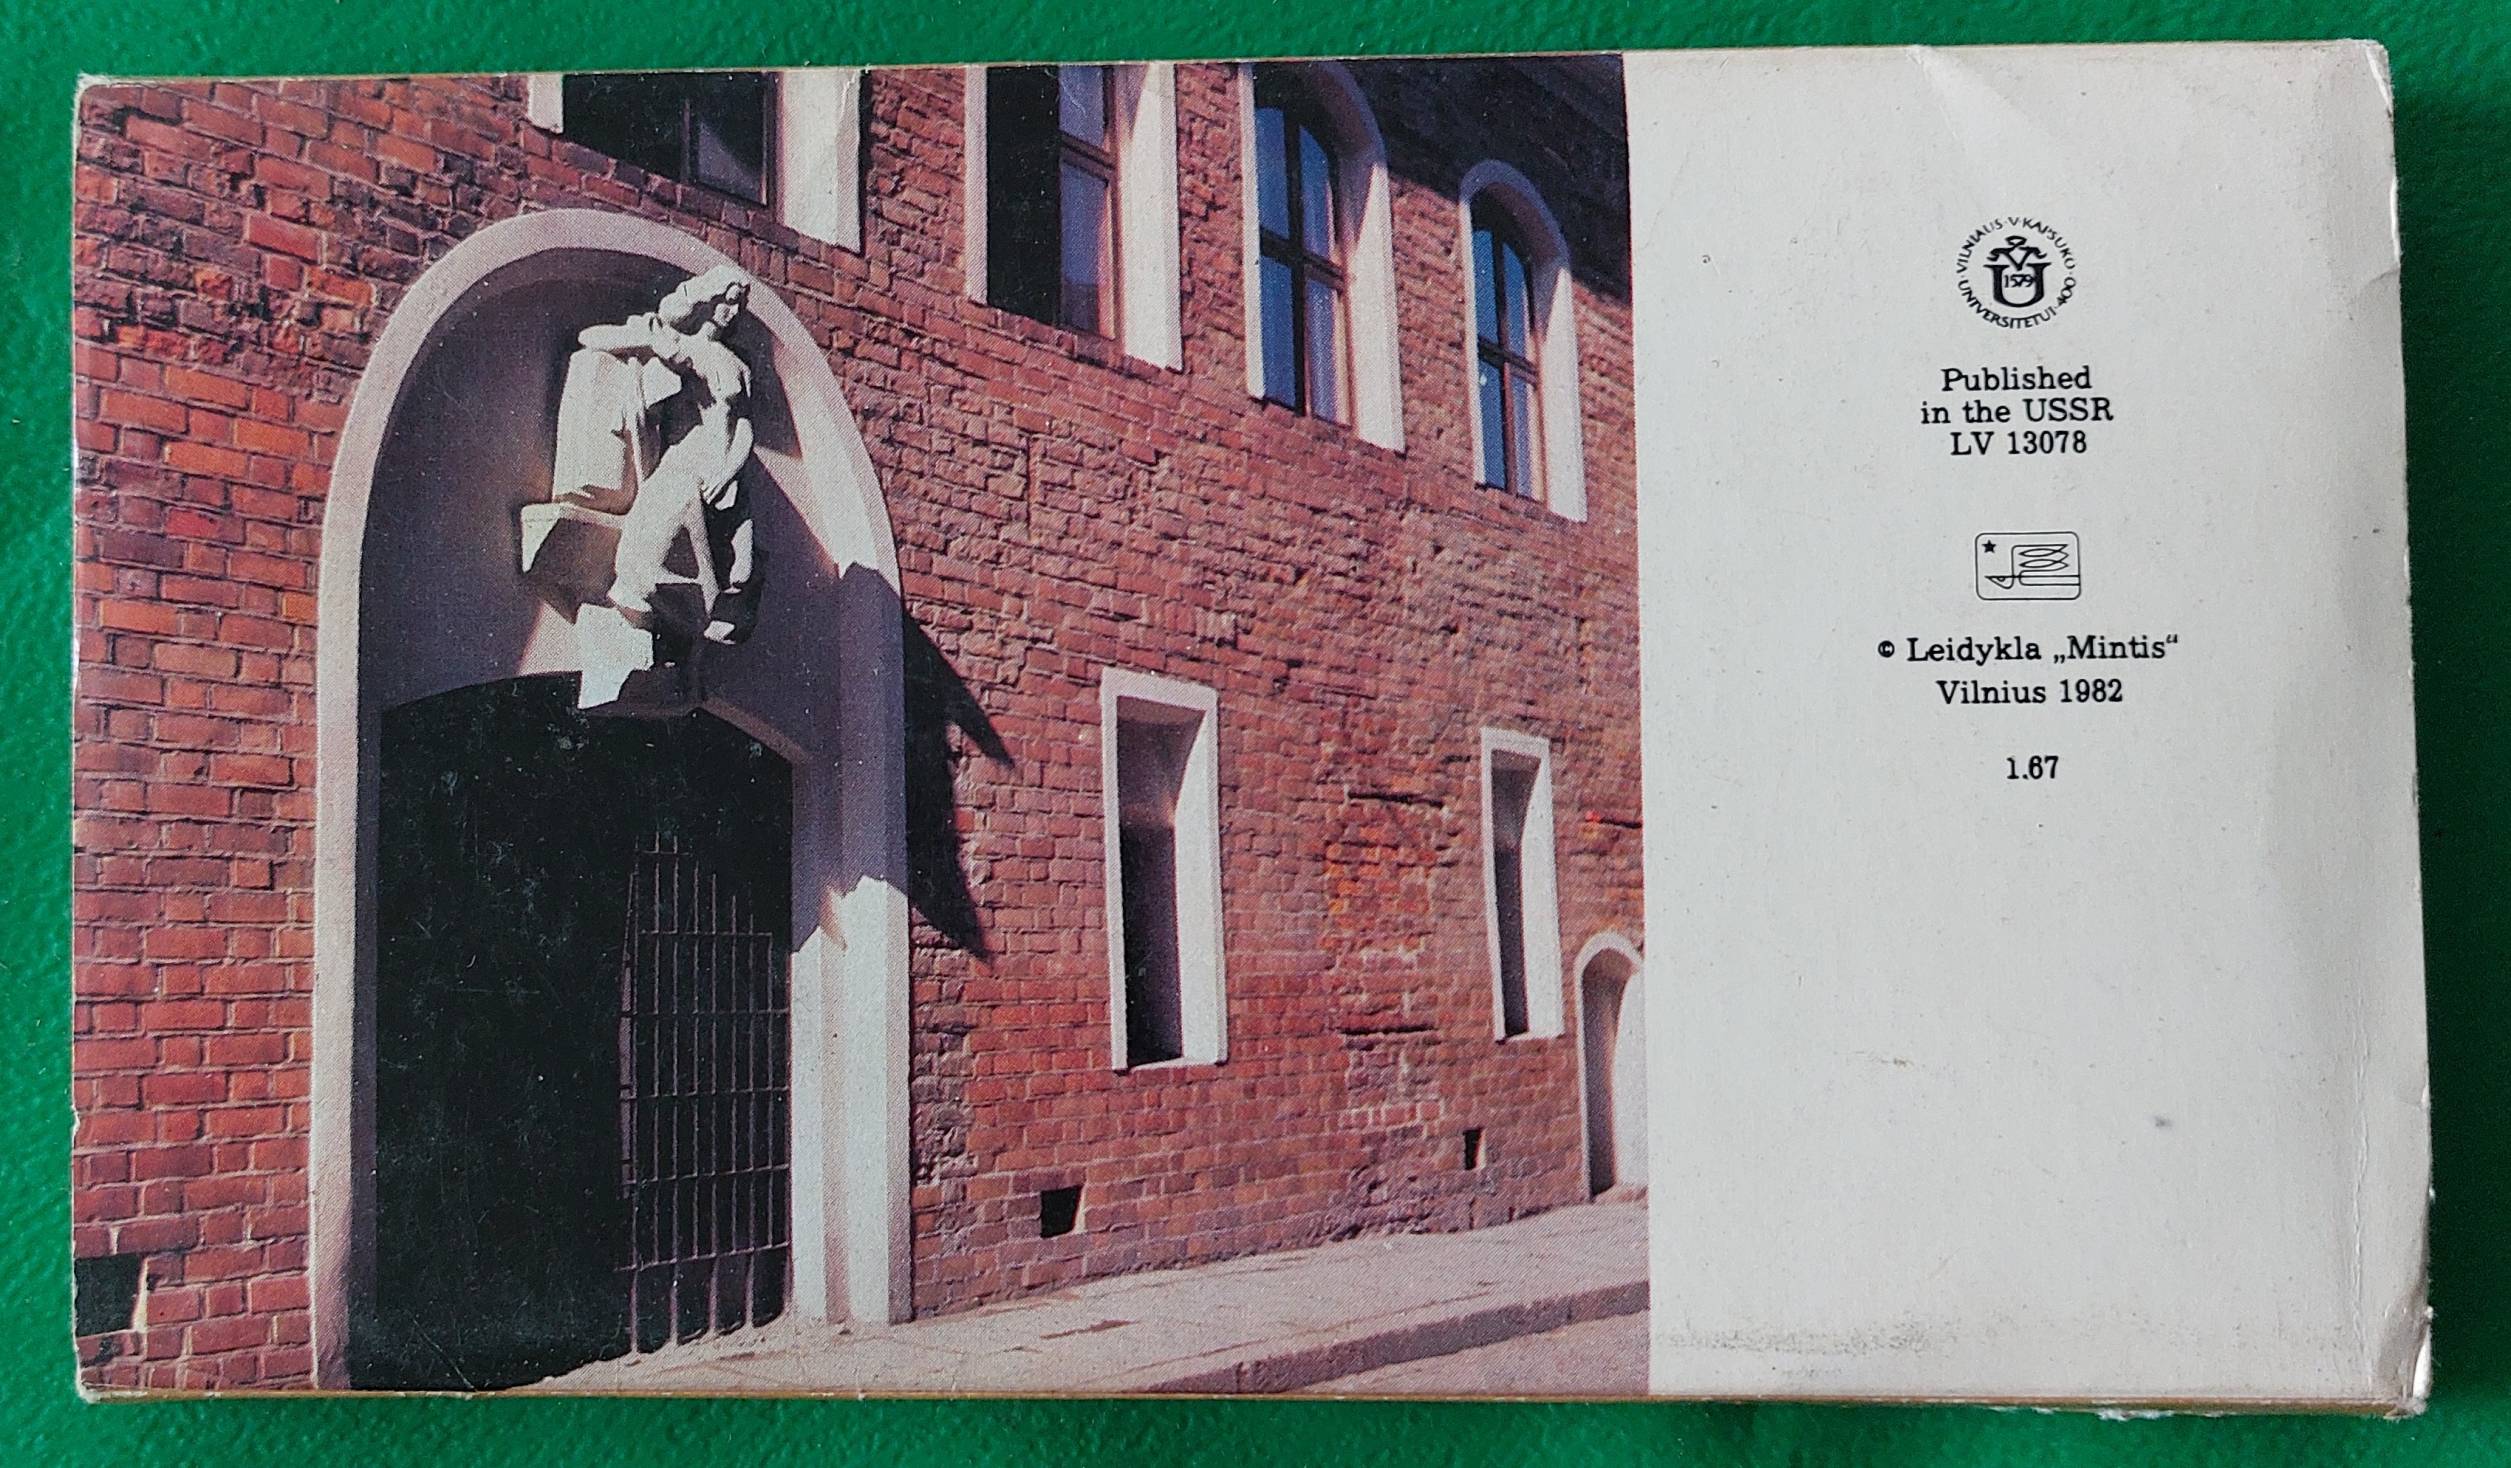 VILNIAUS · V · KAPSUKO ·
UNIVERSITETUI · 400
1579
Published
in the USSR
LV 13078
© Leidykla „Mintis“
Vilnius 1982
1.67